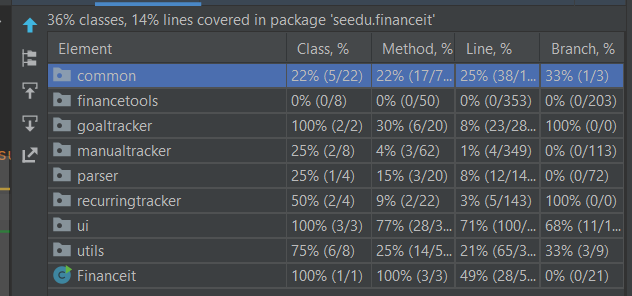 36% classes, 14% lines covered in package 'seedu.financeit'
Element Class, % Method, % Line, % Branch, %
common 22% (5/22) 22% (17/7... 25% (38/1... 33% (1/3)
financetools 0% (0/8) 0% (0/50) 0% (0/353) 0% (0/203)
goaltracker 100% (2/2) 30% (6/20) 8% (23/28... 100% (0/0)
manualtracker 25% (2/8) 4% (3/62) 1% (4/349) 0% (0/113)
parser 25% (1/4) 15% (3/20) 8% (12/14... 0% (0/72)
recurringtracker 50% (2/4) 9% (2/22) 3% (5/143) 100% (0/0)
ui 100% (3/3) 77% (28/3... 71% (100/... 68% (11/1...
utils 75% (6/8) 25% (14/5... 21% (65/3... 33% (3/9)
Financeit 100% (1/1) 100% (3/3) 49% (28/5... 0% (0/21)